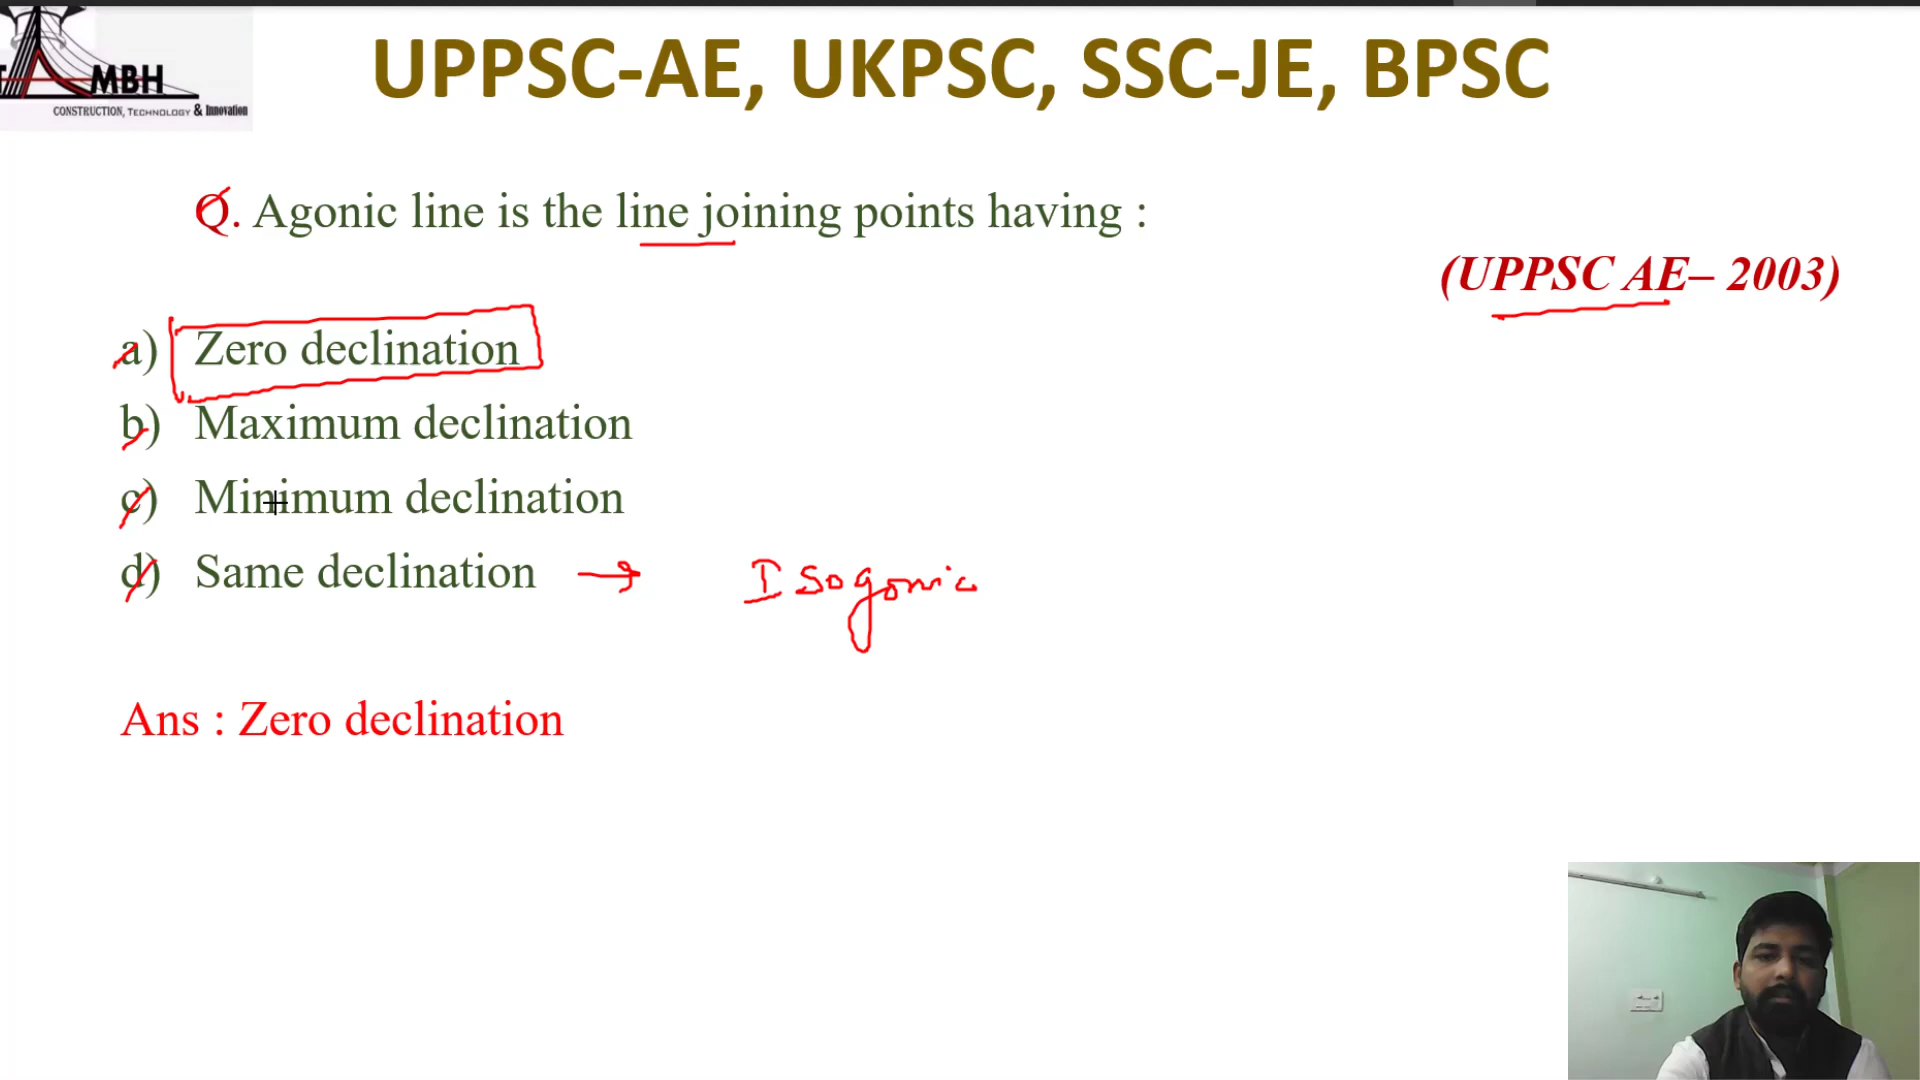 MBH
CONSTRUCTION, TECHNOLOGY & Innovation
UPPSC-AE, UKPSC, SSC-JE, BPSC
Q. Agonic line is the line joining points having :
(UPPSC AE– 2003)
a) Zero declination
b) Maximum declination
c) Minimum declination
d) Same declination → Isogonic
Ans : Zero declination